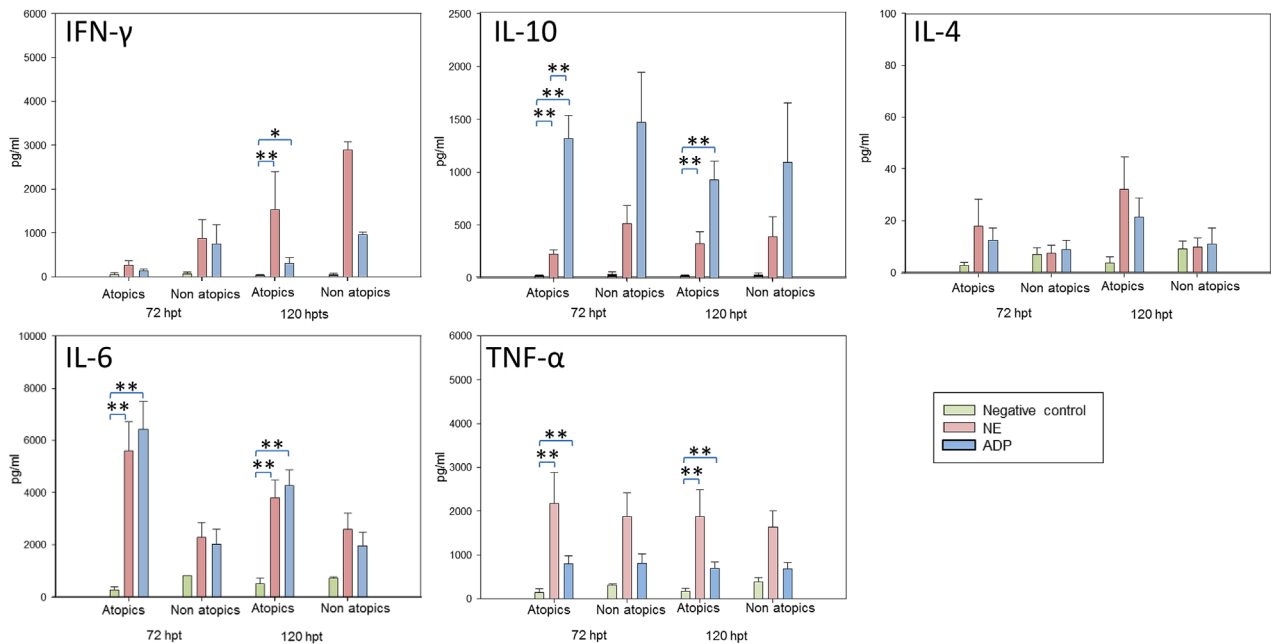 IFN-γ
6000
5000
4000
3000
2000
1000
0
pg/ml
*
**
Atopics Non atopics Atopics Non atopics
72 hpt 120 hpts
IL-10
2500
2000
1500
1000
500
0
pg/ml
**
**
**
**
**
Atopics Non atopics Atopics Non atopics
72 hpt 120 hpt
IL-4
100
80
60
40
20
0
pg/ml
Atopics Non atopics Atopics Non atopics
72 hpt 120 hpt
IL-6
10000
8000
6000
4000
2000
0
pg/ml
**
**
**
**
Atopics Non atopics Atopics Non atopics
72 hpt 120 hpt
TNF-α
6000
5000
4000
3000
2000
1000
0
pg/ml
**
**
**
**
Atopics Non atopics Atopics Non atopics
72 hpt 120 hpt
Negative control
NE
ADP